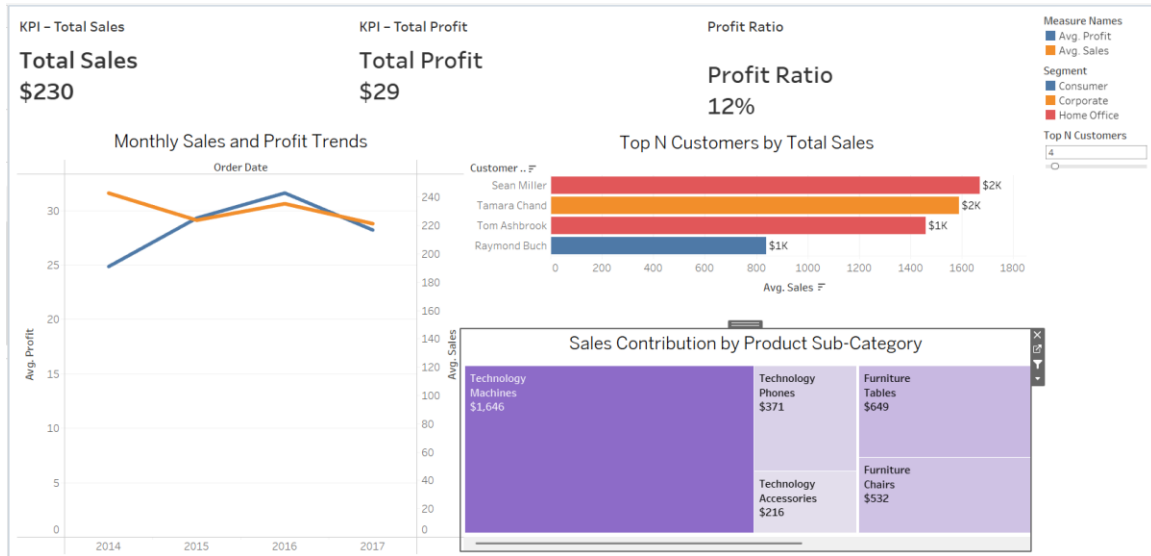 KPI – Total Sales
Total Sales
$230
KPI – Total Profit
Total Profit
$29
Profit Ratio
Profit Ratio
12%
Measure Names
Avg. Profit
Avg. Sales
Segment
Consumer
Corporate
Home Office
Top N Customers
4
Monthly Sales and Profit Trends
Order Date
Avg. Profit
30
25
20
15
10
5
0
240
220
200
180
160
140
120
100
80
60
40
20
0
Avg. Sales
2014 2015 2016 2017
Top N Customers by Total Sales
Customer ..
Sean Miller $2K
Tamara Chand $2K
Tom Ashbrook $1K
Raymond Buch $1K
0 200 400 600 800 1000 1200 1400 1600 1800
Avg. Sales
Sales Contribution by Product Sub-Category
Technology
Machines
$1,646
Technology
Phones
$371
Technology
Accessories
$216
Furniture
Tables
$649
Furniture
Chairs
$532